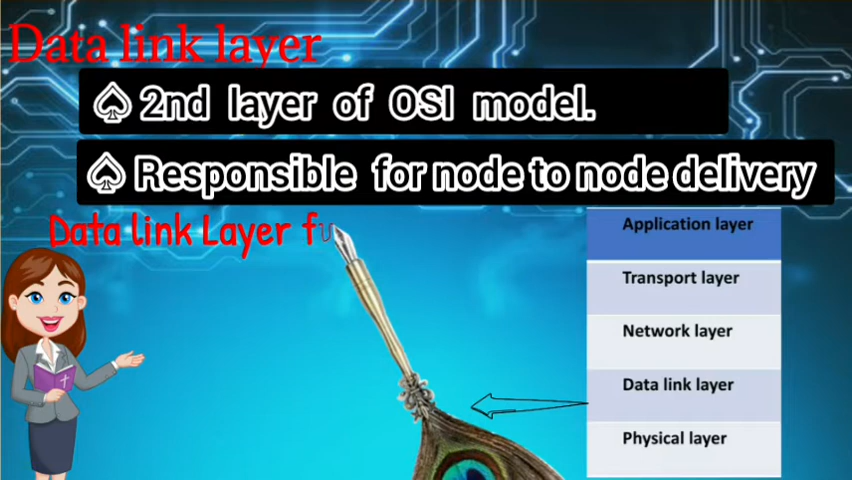 Data link layer
♤ 2nd layer of OSI model.
♤ Responsible for node to node delivery
Data link Layer fu
Application layer
Transport layer
Network layer
Data link layer
Physical layer